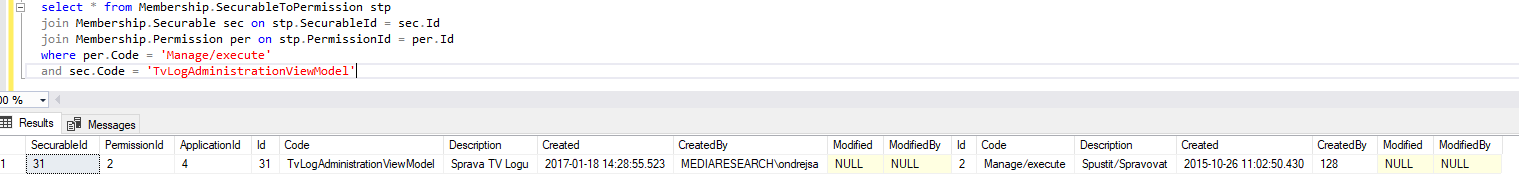 select * from Membership.SecurableToPermission stp
join Membership.Securable sec on stp.SecurableId = sec.Id
join Membership.Permission per on stp.PermissionId = per.Id
where per.Code = 'Manage/execute'
and sec.Code = 'TvLogAdministrationViewModel'
00 %
Results Messages
SecurableId PermissionId ApplicationId Id Code Description Created CreatedBy Modified ModifiedBy Id Code Description Created CreatedBy Modified ModifiedBy
1 31 2 4 31 TvLogAdministrationViewModel Sprava TV Logu 2017-01-18 14:28:55.523 MEDIARESEARCH\ondrejsa NULL NULL 2 Manage/execute Spustit/Spravovat 2015-10-26 11:02:50.430 128 NULL NULL